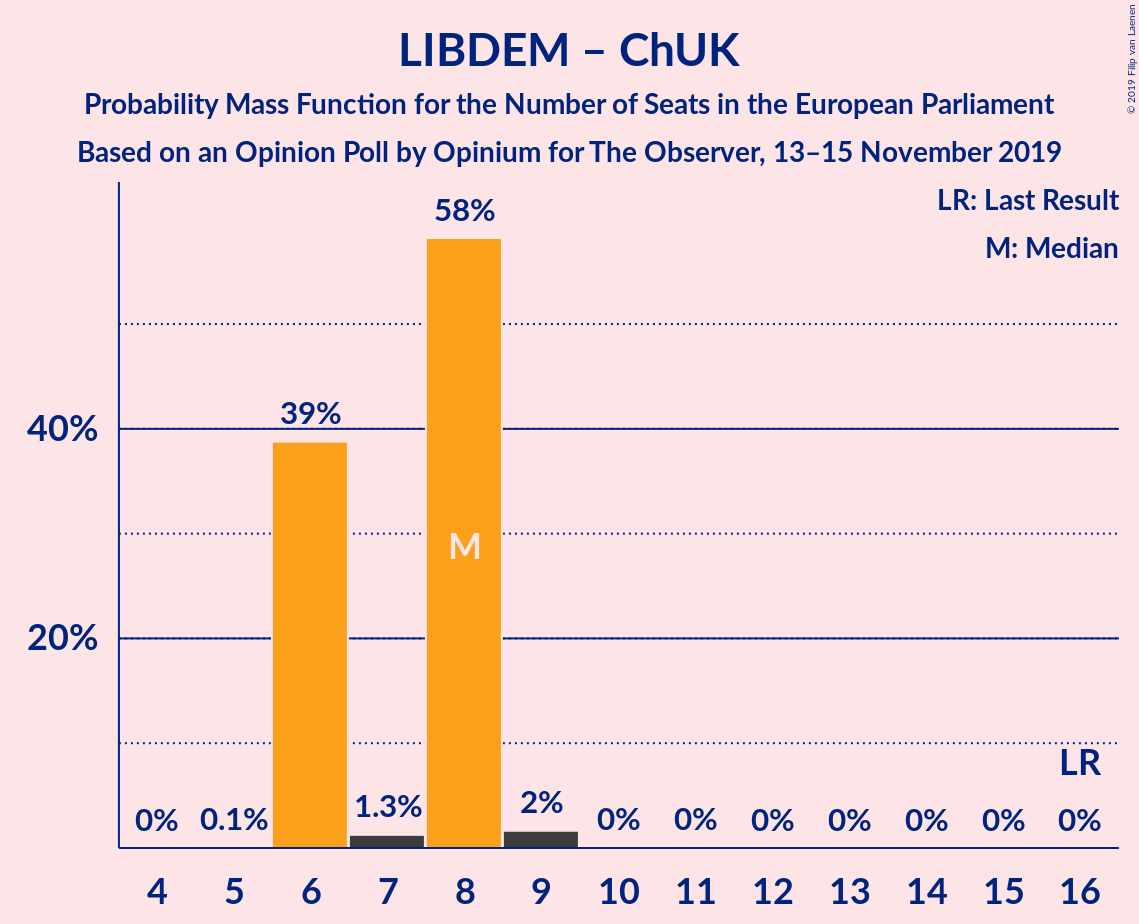 LIBDEM – ChUK
Probability Mass Function for the Number of Seats in the European Parliament
Based on an Opinion Poll by Opinium for The Observer, 13–15 November 2019
© 2019 Filip van Laenen
LR: Last Result
M: Median
58%
39%
40%
M
20%
LR
0% 0.1% 1.3% 2% 0% 0% 0% 0% 0% 0% 0%
4 5 6 7 8 9 10 11 12 13 14 15 16